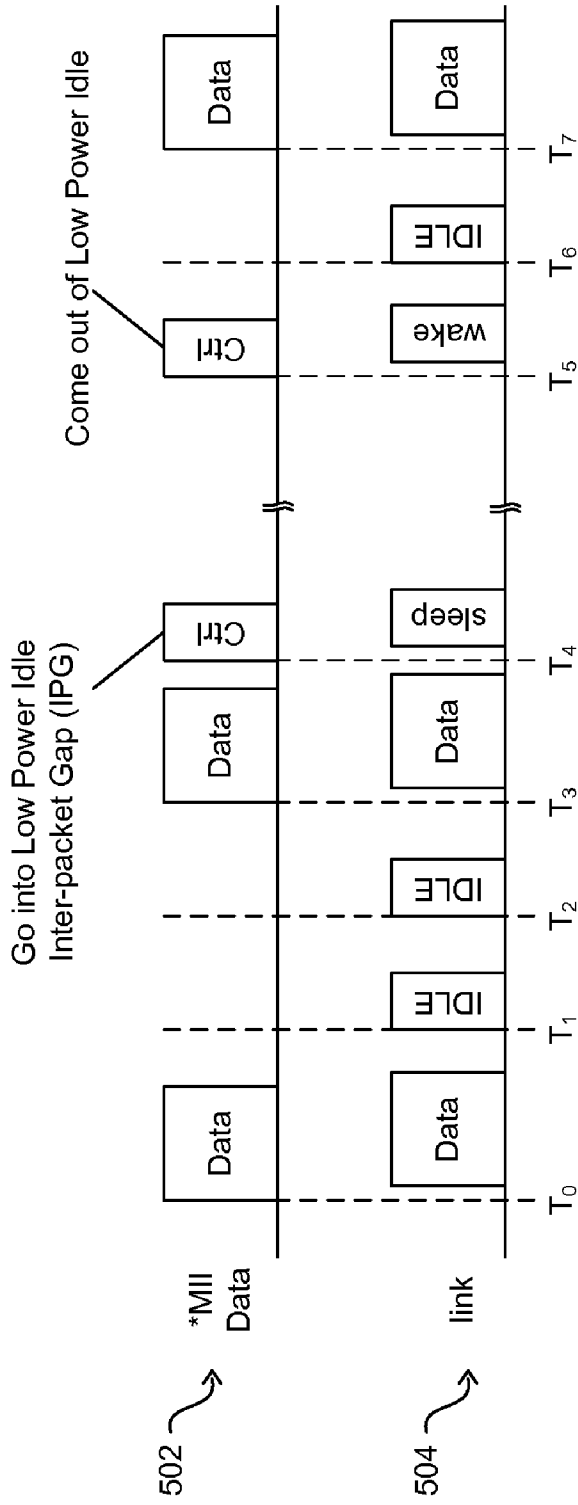 Go into Low Power Idle
Inter-packet Gap (IPG)
Come out of Low Power Idle
502
*MII
Data
Data
Data
Ctrl
Ctrl
Data
504
link
Data
IDLE
IDLE
Data
sleep
wake
IDLE
Data
T0
T1
T2
T3
T4
T5
T6
T7